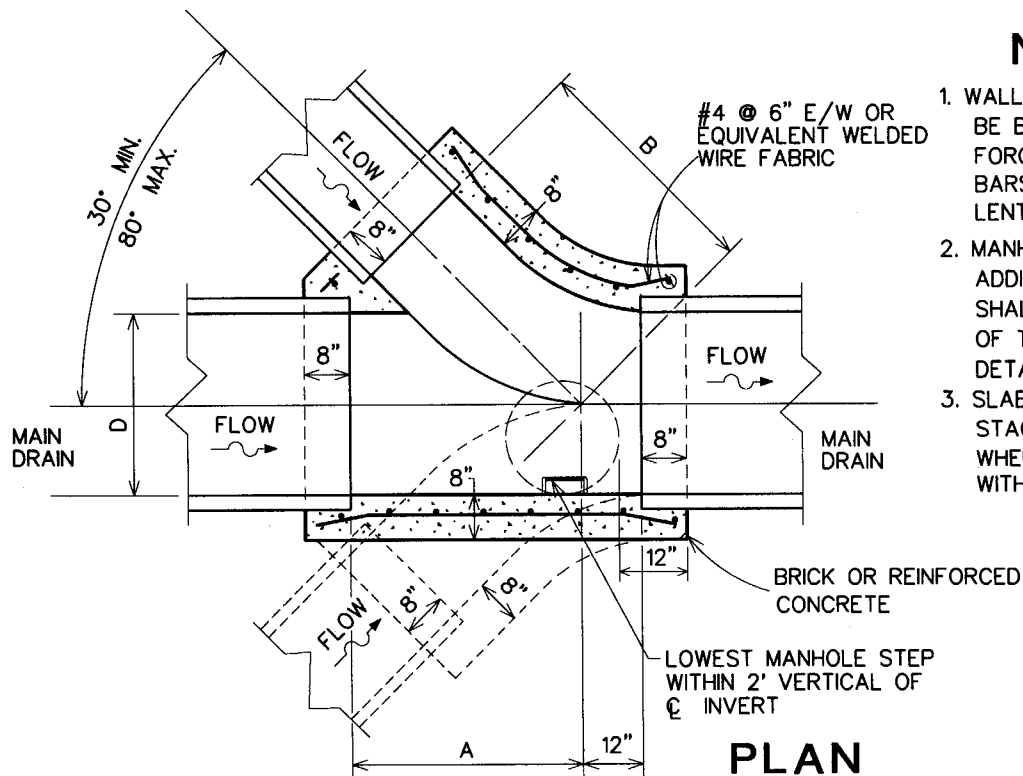 30° MIN.
80° MAX.
FLOW
8"
8"
#4 @ 6" E/W OR
EQUIVALENT WELDED
WIRE FABRIC
B
1. WALL
BE B
FORC
BARS
LENT
2. MANH
ADDI
SHAL
OF T
DETA
3. SLAB
STAG
WHE
WITH
D
8"
FLOW
FLOW
MAIN
DRAIN
8"
8"
MAIN
DRAIN
12"
8"
8"
FLOW
BRICK OR REINFORCED
CONCRETE
LOWEST MANHOLE STEP
WITHIN 2' VERTICAL OF
℄ INVERT
A
12"
PLAN